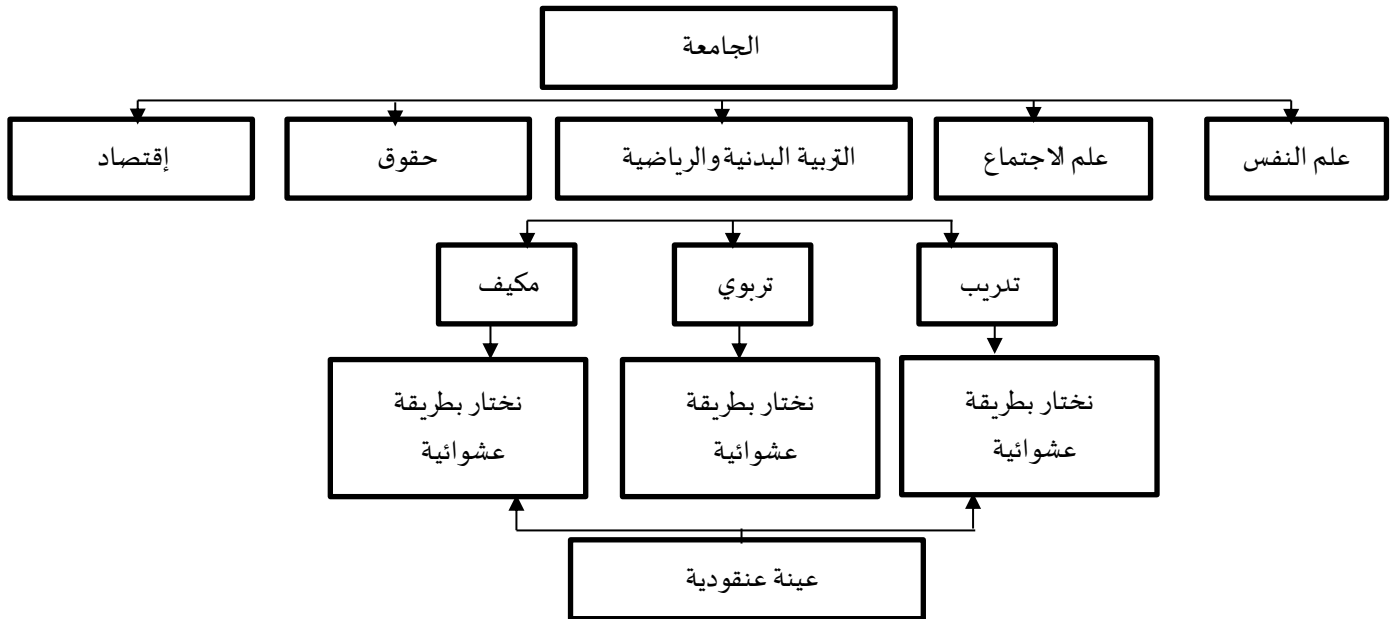 الجامعة
علم النفس
علم الاجتماع
التربية البدنية والرياضية
حقوق
إقتصاد
تدريب
تربوي
مكيف
نختار بطريقة
عشوائية
نختار بطريقة
عشوائية
نختار بطريقة
عشوائية
عينة عنقودية